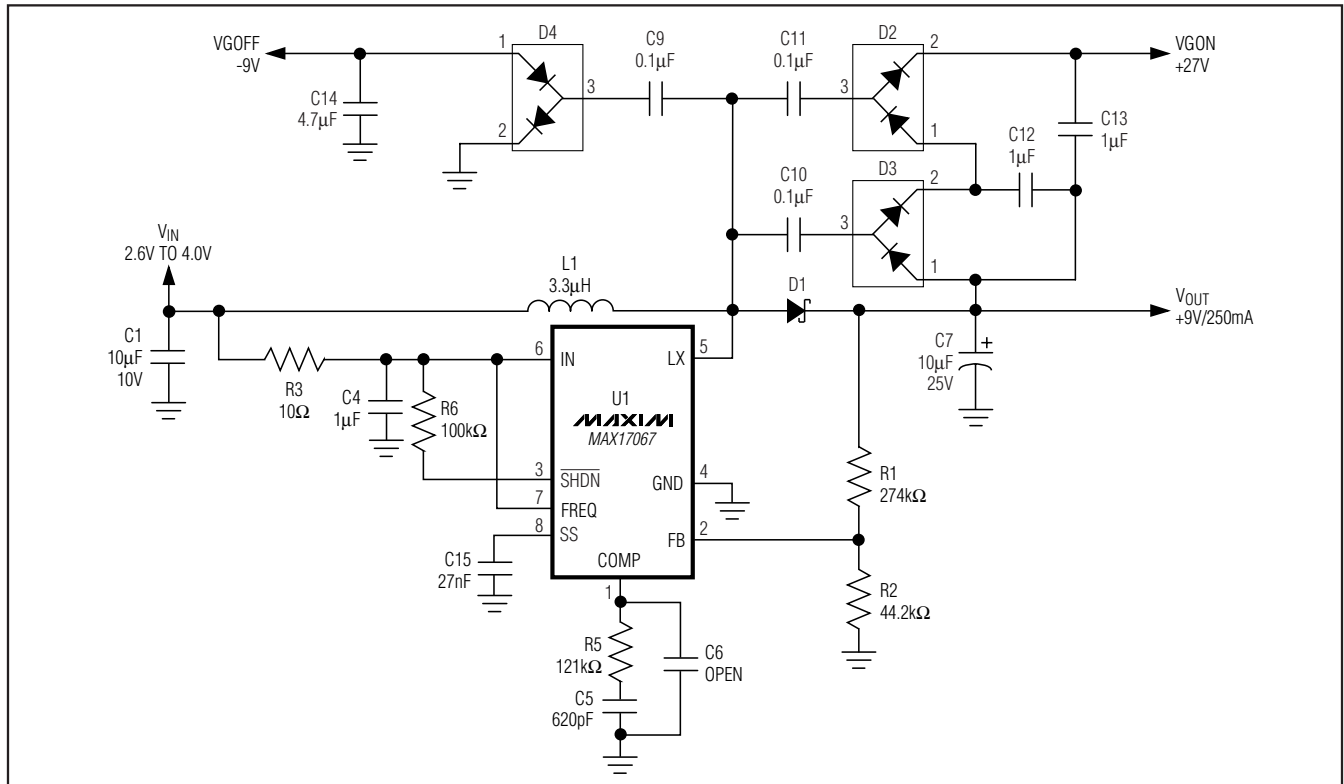 VGOFF
-9V
C14
4.7µF
1
D4
3
2
C9
0.1µF
C11
0.1µF
D2
2
3
1
VGON
+27V
C13
1µF
C12
1µF
C10
0.1µF
D3
2
3
1
VIN
2.6V TO 4.0V
L1
3.3µH
D1
VOUT
+9V/250mA
C1
10µF
10V
R3
10Ω
C4
1µF
R6
100kΩ
C7
10µF
25V
+
6
IN
LX
5
U1
MAXIM
MAX17067
3
SHDN
7
FREQ
8
SS
GND
4
FB
2
COMP
1
R1
274kΩ
R2
44.2kΩ
C15
27nF
R5
121kΩ
C5
620pF
C6
OPEN